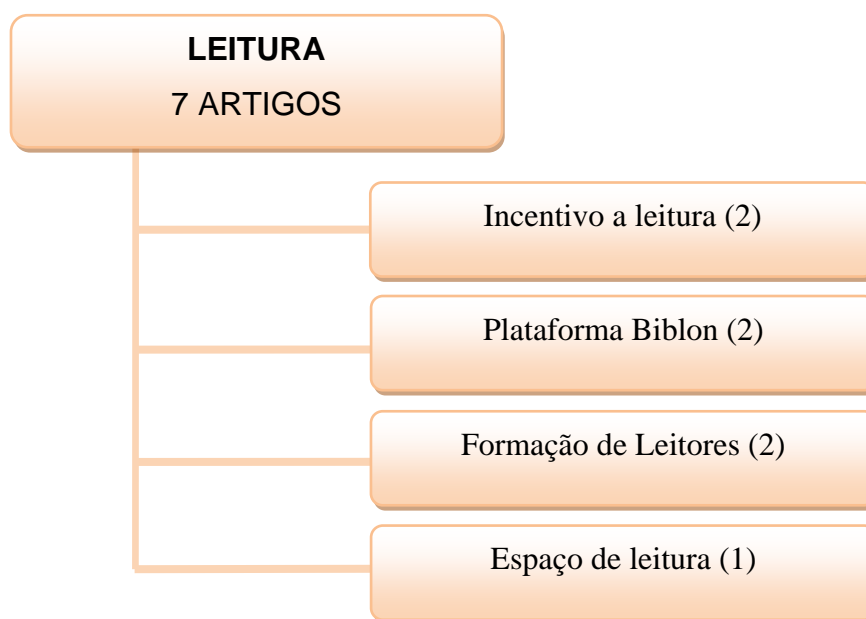 LEITURA
7 ARTIGOS
Incentivo a leitura (2)
Plataforma Biblon (2)
Formação de Leitores (2)
Espaço de leitura (1)